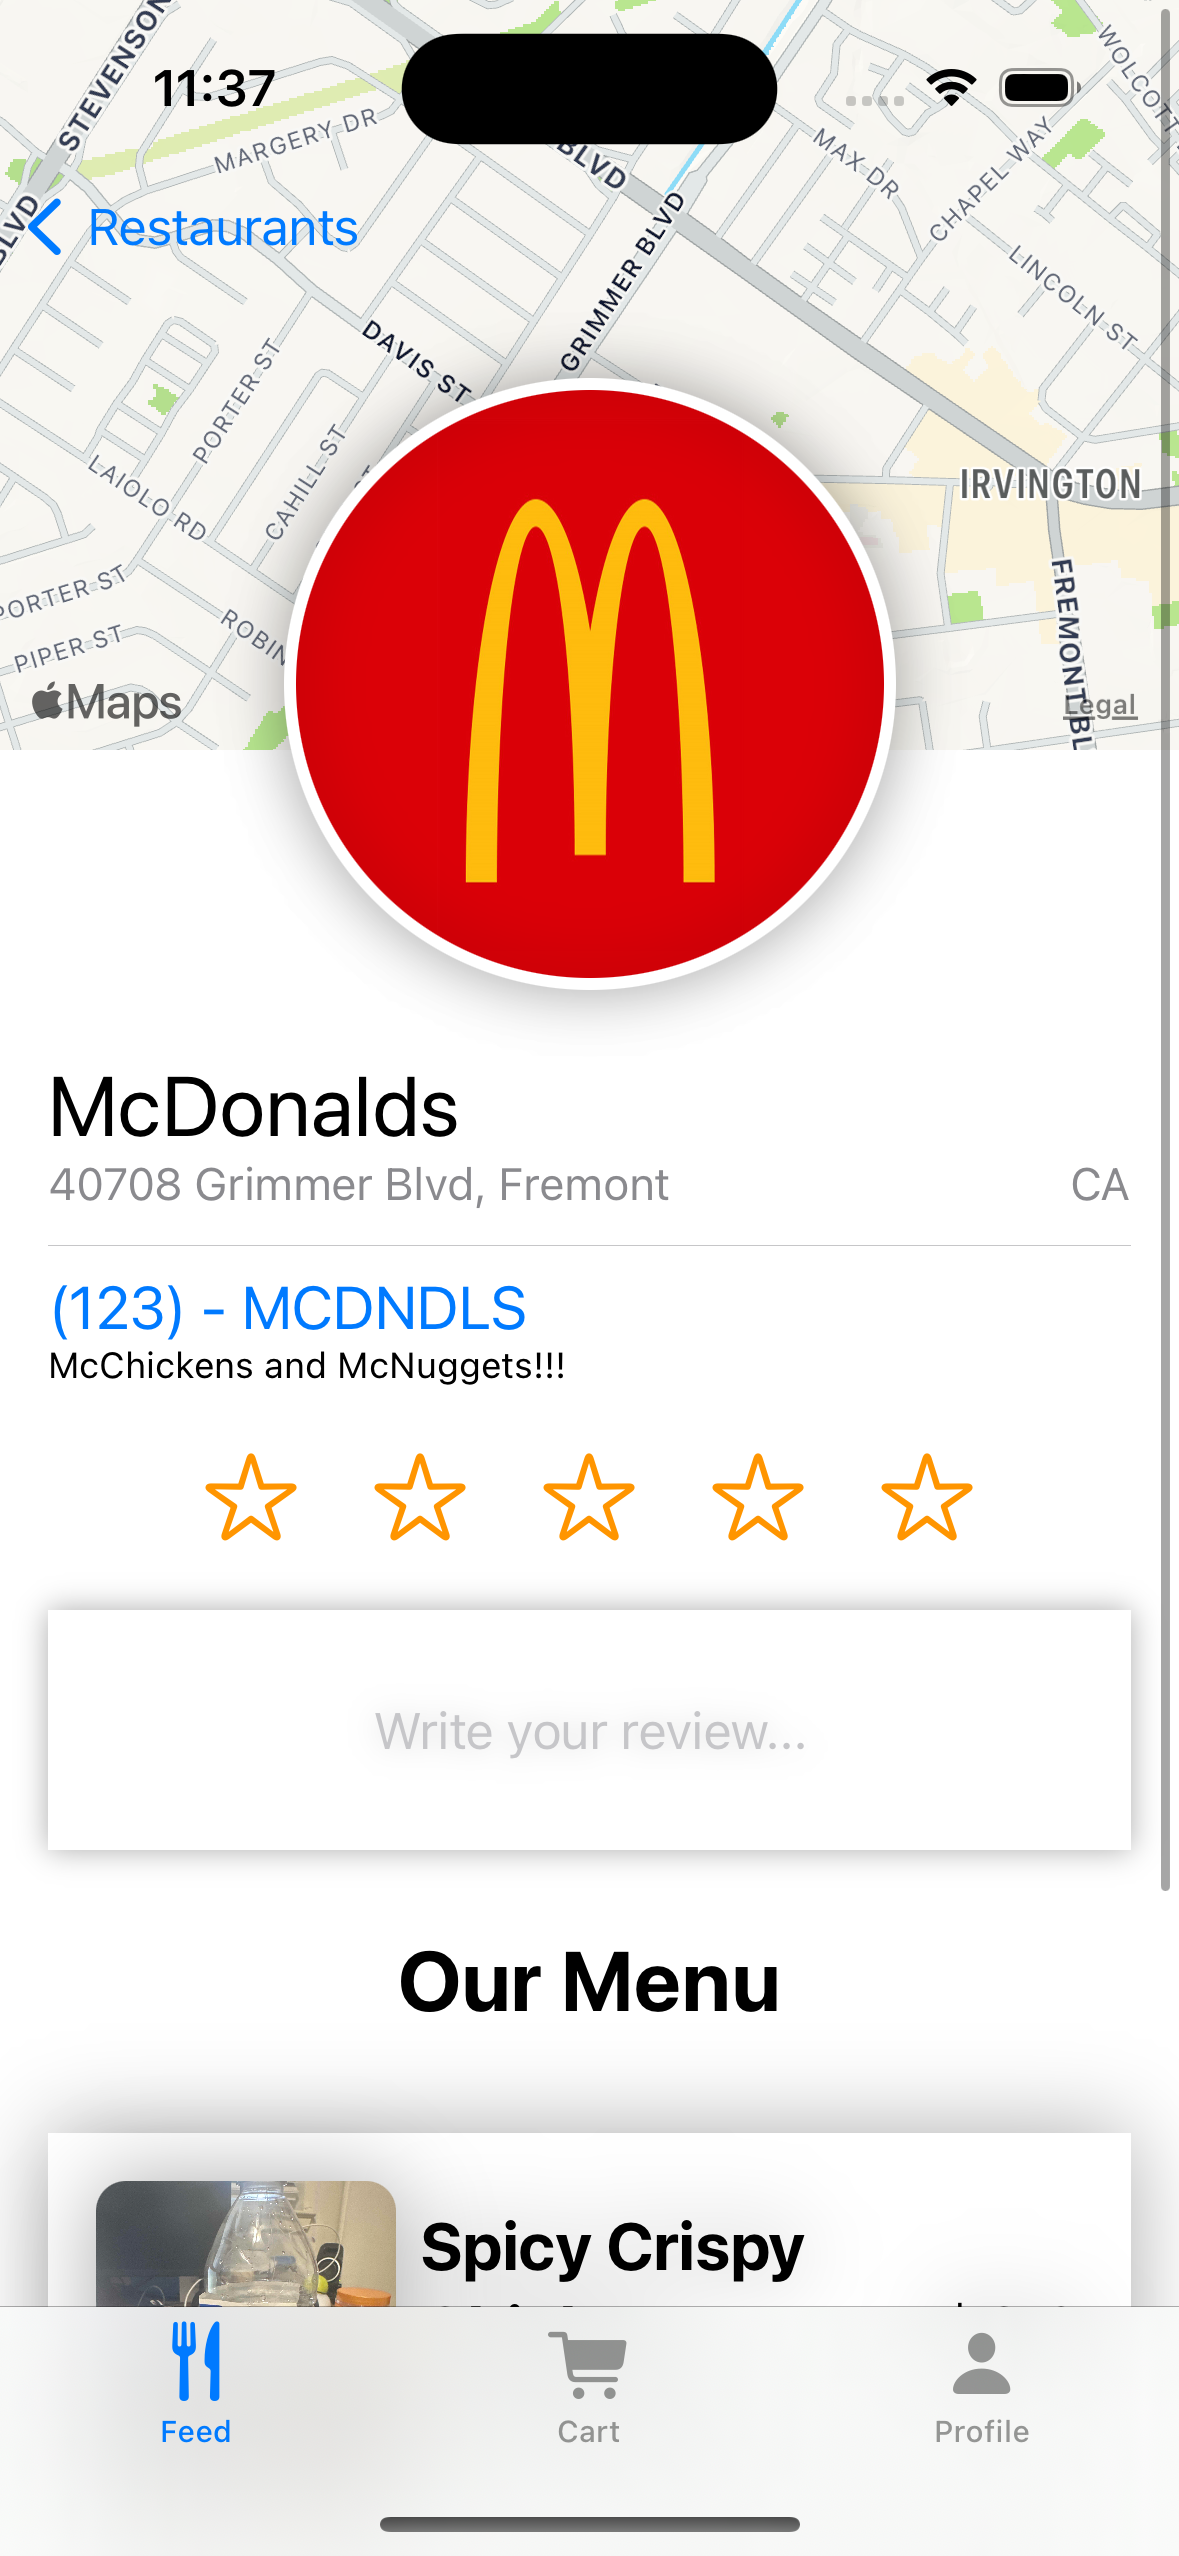 11:37
STEVENSON
BLVD
MARGERY DR
BLVD
MAX DR
CHAPEL WAY
WOLCOTT
Restaurants
GRIMMER BLVD
LINCOLN ST
DAVIS ST
PORTER ST
CAHILL ST
LAIOLO RD
IRVINGTON
PORTER ST
PIPER ST
ROBIN
FREMONT BL
Maps
Legal
McDonalds
40708 Grimmer Blvd, Fremont CA
(123) - MCDNDLS
McChickens and McNuggets!!!
Write your review...
Our Menu
Spicy Crispy
Feed
Cart
Profile